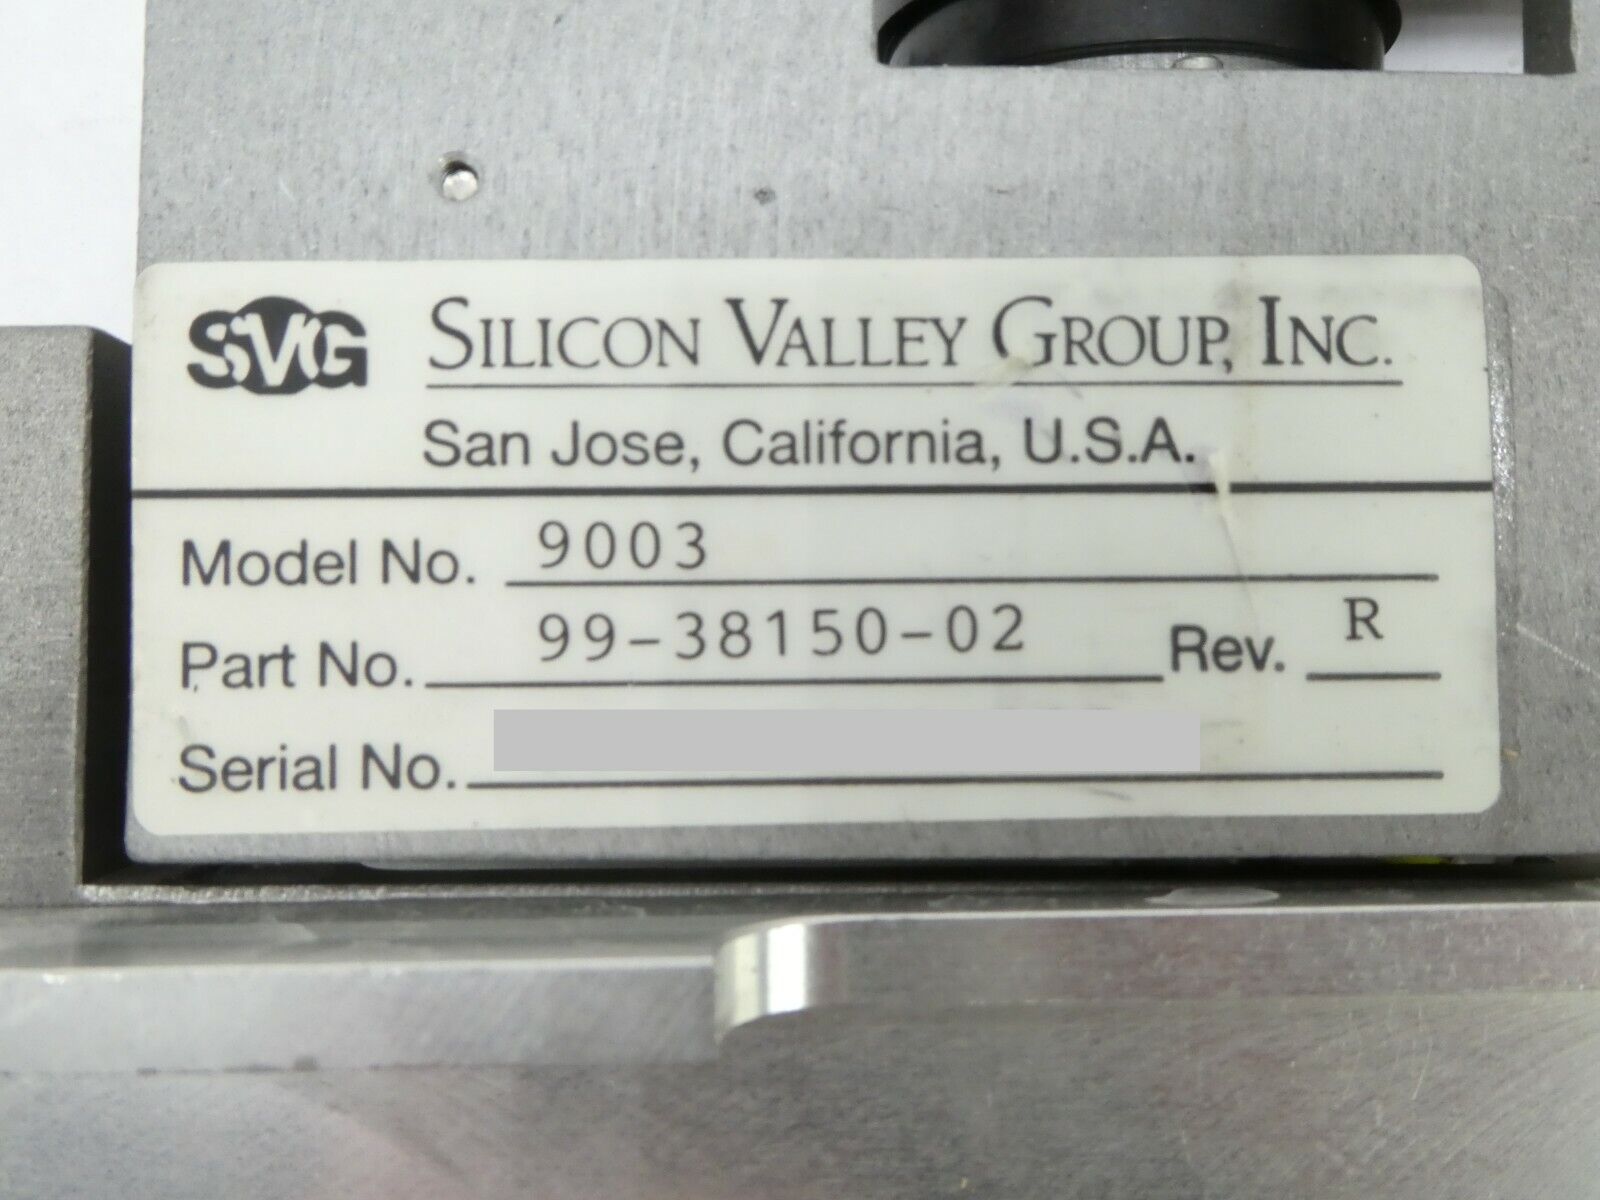 SVG SILICON VALLEY GROUP, INC.
San Jose, California, U.S.A.
Model No. 9003
Part No. 99-38150-02 Rev. R
Serial No.